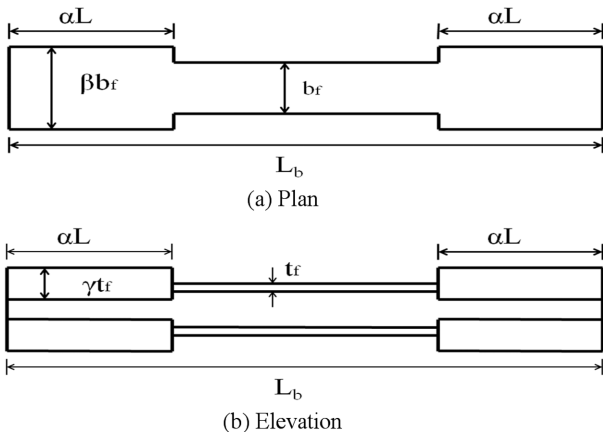 αL αL
βbf bf
Lb
(a) Plan
αL αL
tf
γtf
Lb
(b) Elevation